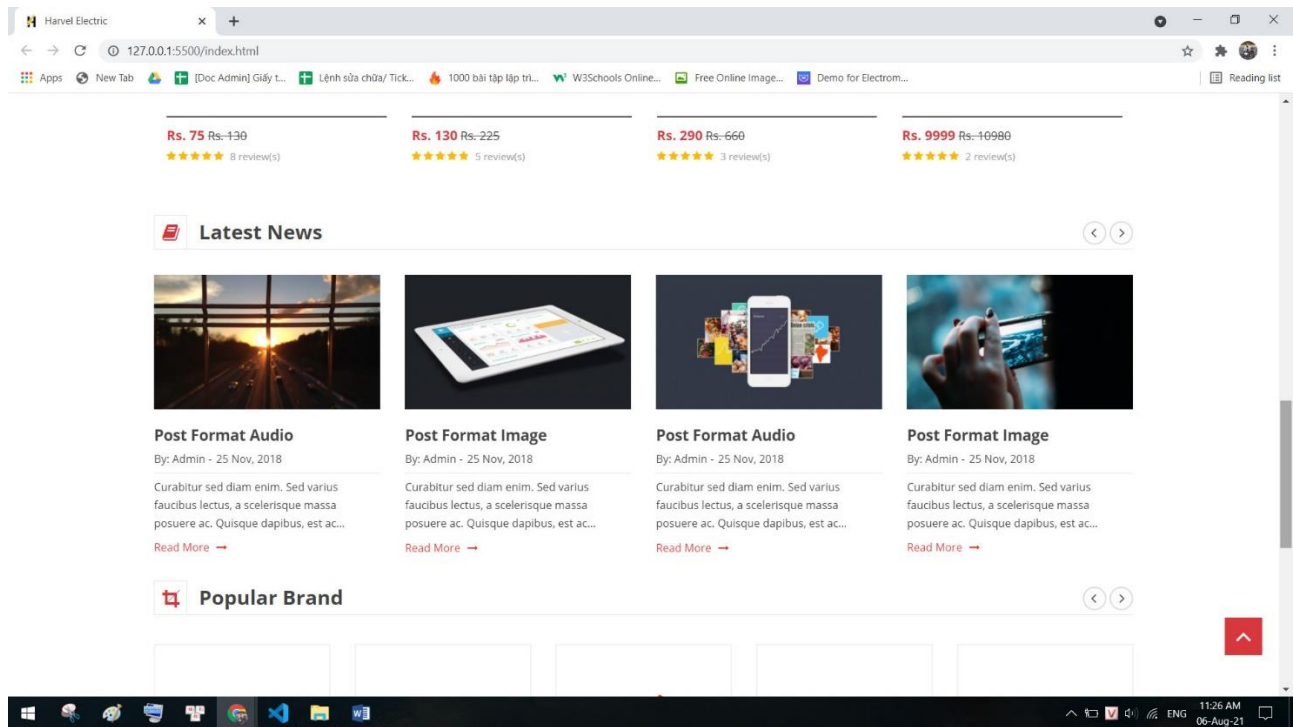 Harvel Electric
127.0.0.1:5500/index.html
Apps New Tab [Doc Admin] Giấy t... Lệnh sửa chữa/ Tick... 1000 bài tập lập trì... W3Schools Online... Free Online Image... Demo for Electrom... Reading list
Rs. 75 Rs. 130 Rs. 130 Rs. 225 Rs. 290 Rs. 660 Rs. 9999 Rs. 10980
8 review(s) 5 review(s) 3 review(s) 2 review(s)
Latest News
Post Format Audio
By: Admin - 25 Nov, 2018
Curabitur sed diam enim. Sed varius
faucibus lectus, a scelerisque massa
posuere ac. Quisque dapibus, est ac...
Read More
Post Format Image
By: Admin - 25 Nov, 2018
Curabitur sed diam enim. Sed varius
faucibus lectus, a scelerisque massa
posuere ac. Quisque dapibus, est ac...
Read More
Post Format Audio
By: Admin - 25 Nov, 2018
Curabitur sed diam enim. Sed varius
faucibus lectus, a scelerisque massa
posuere ac. Quisque dapibus, est ac...
Read More
Post Format Image
By: Admin - 25 Nov, 2018
Curabitur sed diam enim. Sed varius
faucibus lectus, a scelerisque massa
posuere ac. Quisque dapibus, est ac...
Read More
Popular Brand
ENG
11:26 AM
06-Aug-21